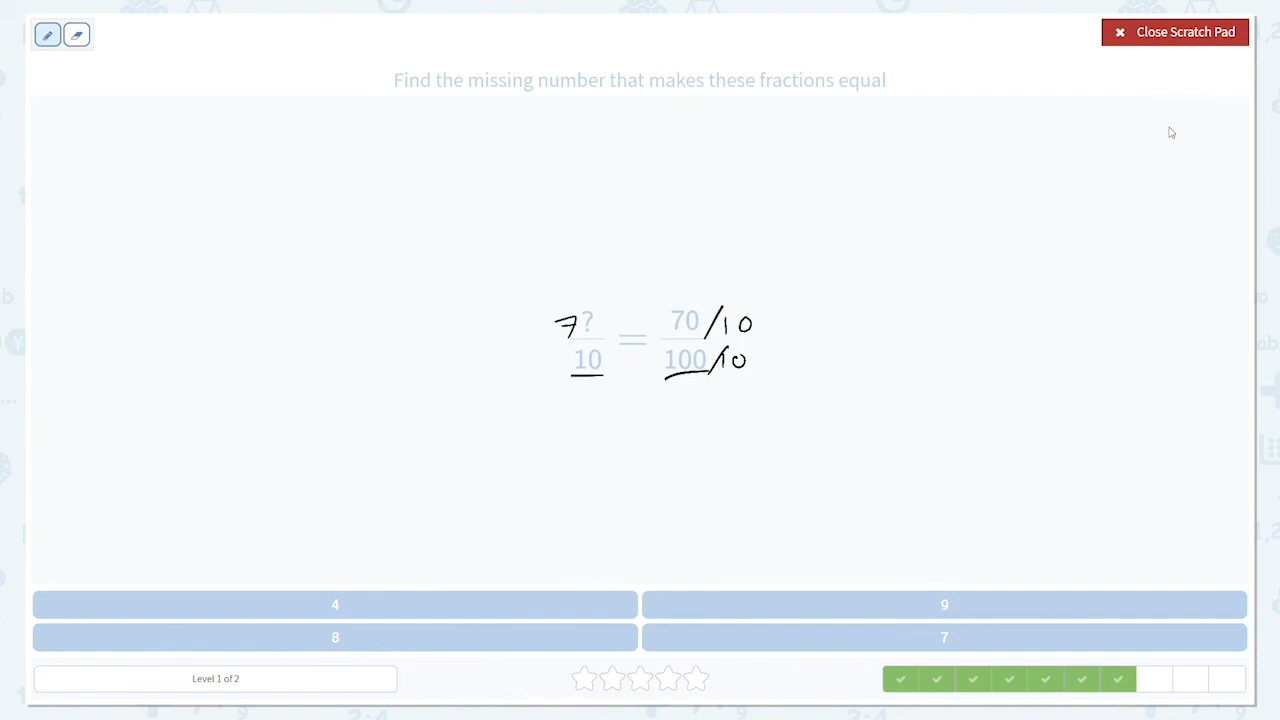 Close Scratch Pad
Find the missing number that makes these fractions equal
7 ? = 70 /10
10 100 /10
4 9
8 7
Level 1 of 2